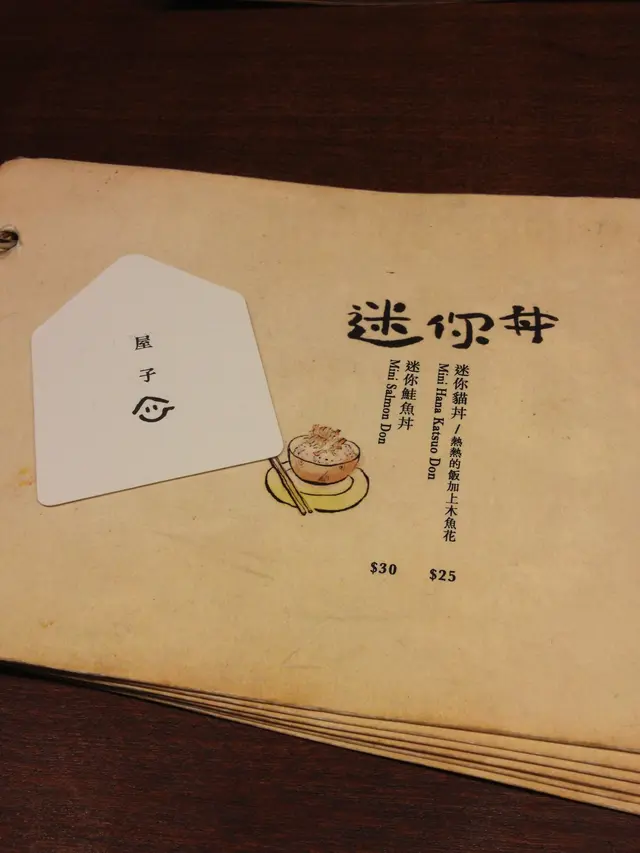 屋子
迷你丼
迷你貓丼 / 熱熱的飯加上木魚花
Mini Hana Katsuo Don
$25
迷你鮭魚丼
Mini Salmon Don
$30